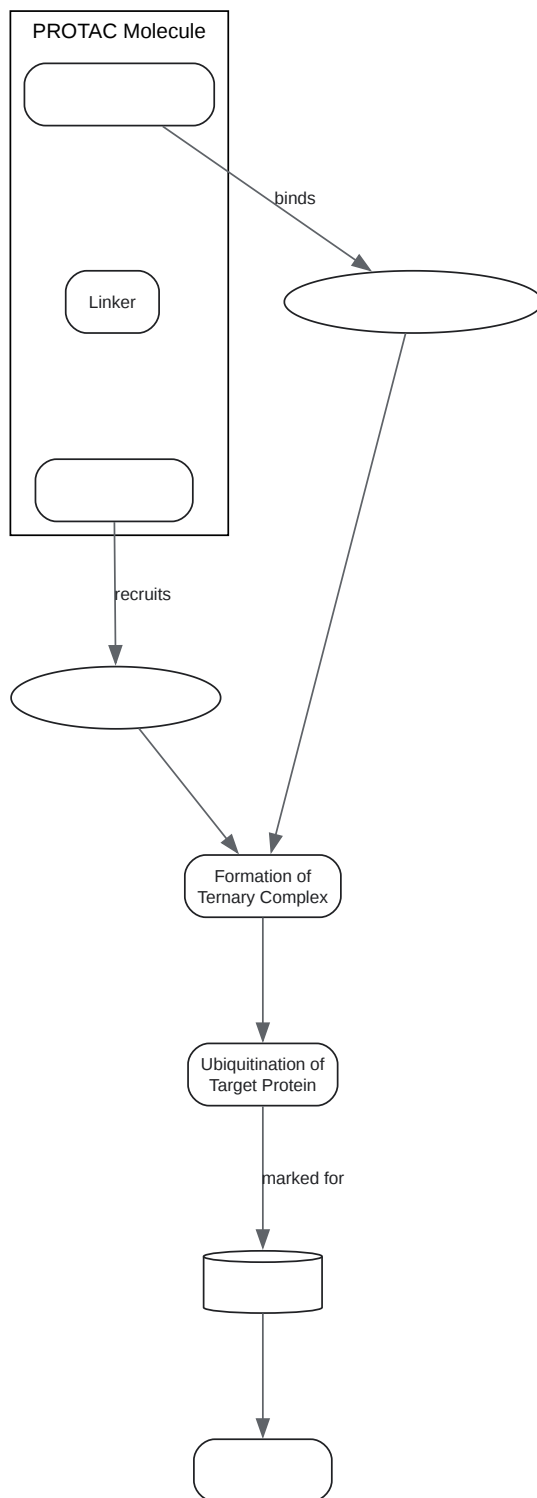 PROTAC Molecule
binds
Linker
recruits
Formation of
Ternary Complex
Ubiquitination of
Target Protein
marked for